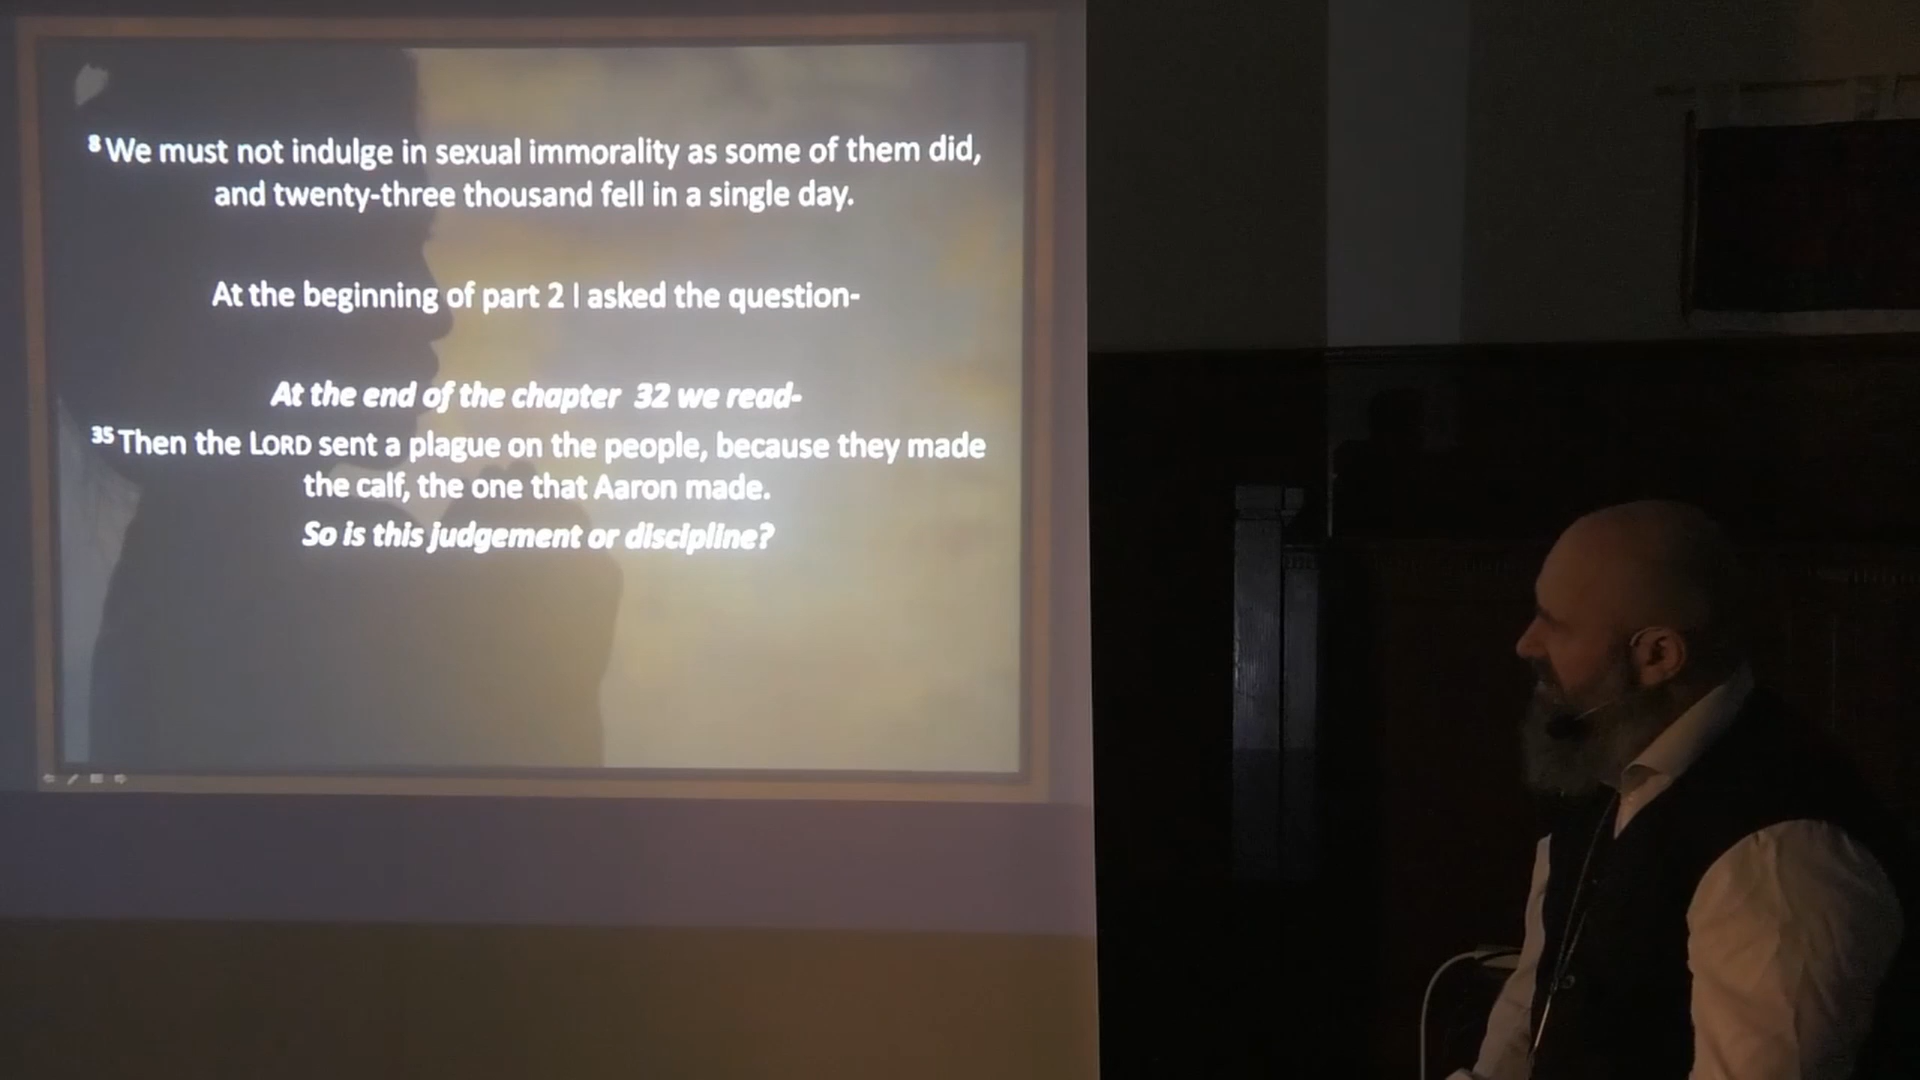 ⁸ We must not indulge in sexual immorality as some of them did,
and twenty-three thousand fell in a single day.
At the beginning of part 2 I asked the question-
At the end of the chapter 32 we read-
³⁵ Then the LORD sent a plague on the people, because they made
the calf, the one that Aaron made.
So is this judgement or discipline?